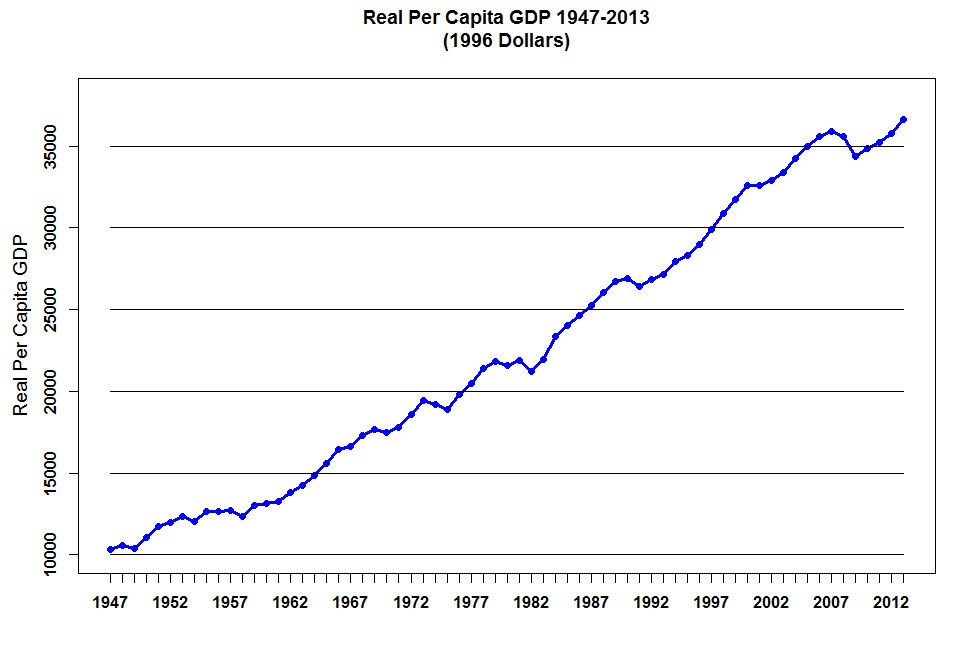 Real Per Capita GDP 1947-2013
(1996 Dollars)
Real Per Capita GDP
35000
30000
25000
20000
15000
10000
1947 1952 1957 1962 1967 1972 1977 1982 1987 1992 1997 2002 2007 2012